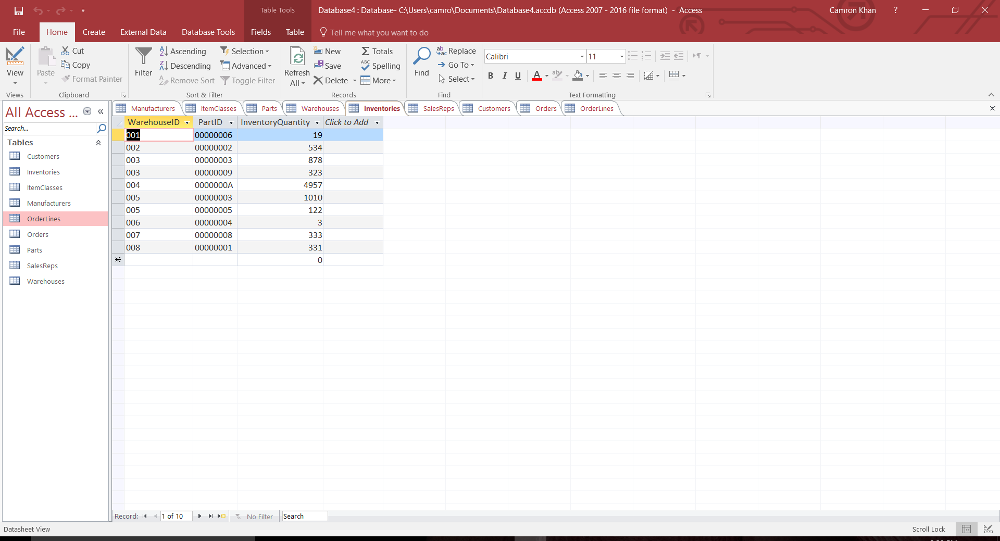 Table Tools
Database4 : Database- C:\Users\camro\Documents\Database4.accdb (Access 2007 - 2016 file format) - Access
Camron Khan
?
File Home Create External Data Database Tools Fields Table Tell me what you want to do
View
Views
Paste
Cut
Copy
Format Painter
Clipboard
Filter
Ascending
Descending
Remove Sort
Selection
Advanced
Toggle Filter
Sort & Filter
Refresh
All
New
Save
Delete
Totals
Spelling
More
Records
Find
Replace
Go To
Select
Find
Calibri 11
B I U A
Text Formatting
All Access ...
Search...
Tables
Customers
Inventories
ItemClasses
Manufacturers
OrderLines
Orders
Parts
SalesReps
Warehouses
Manufacturers ItemClasses Parts Warehouses Inventories SalesReps Customers Orders OrderLines
WarehouseID PartID InventoryQuantity Click to Add
001 00000006 19
002 00000002 534
003 00000003 878
003 00000009 323
004 0000000A 4957
005 00000003 1010
005 00000005 122
006 00000004 3
007 00000008 333
008 00000001 331
0
Record: 1 of 10 No Filter Search
Datasheet View
Scroll Lock